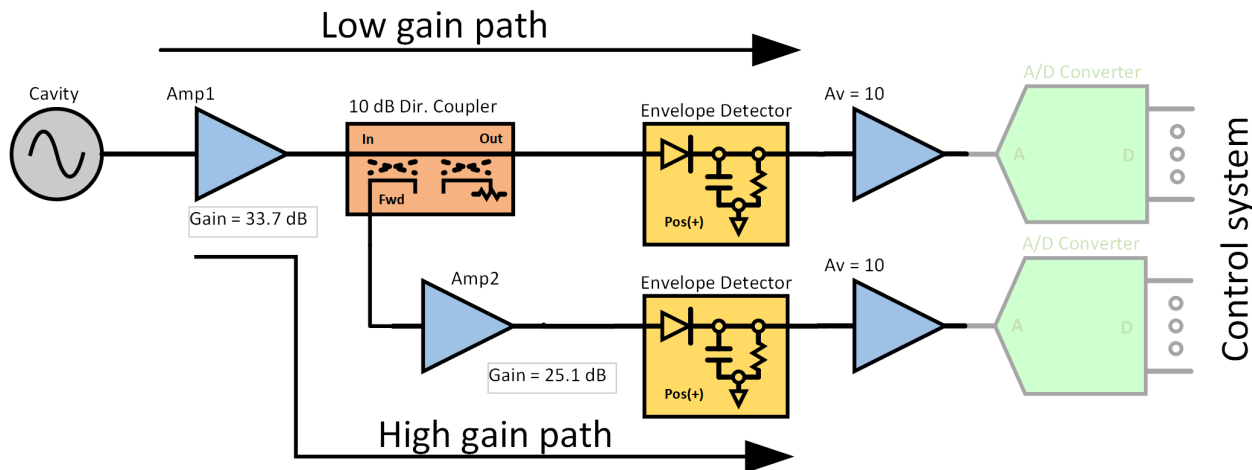 Low gain path
Cavity
Amp1
Gain = 33.7 dB
10 dB Dir. Coupler
In
Out
Fwd
Envelope Detector
Pos(+)
Av = 10
A/D Converter
A
D
Amp2
Gain = 25.1 dB
Envelope Detector
Pos(+)
Av = 10
A/D Converter
A
D
High gain path
Control system